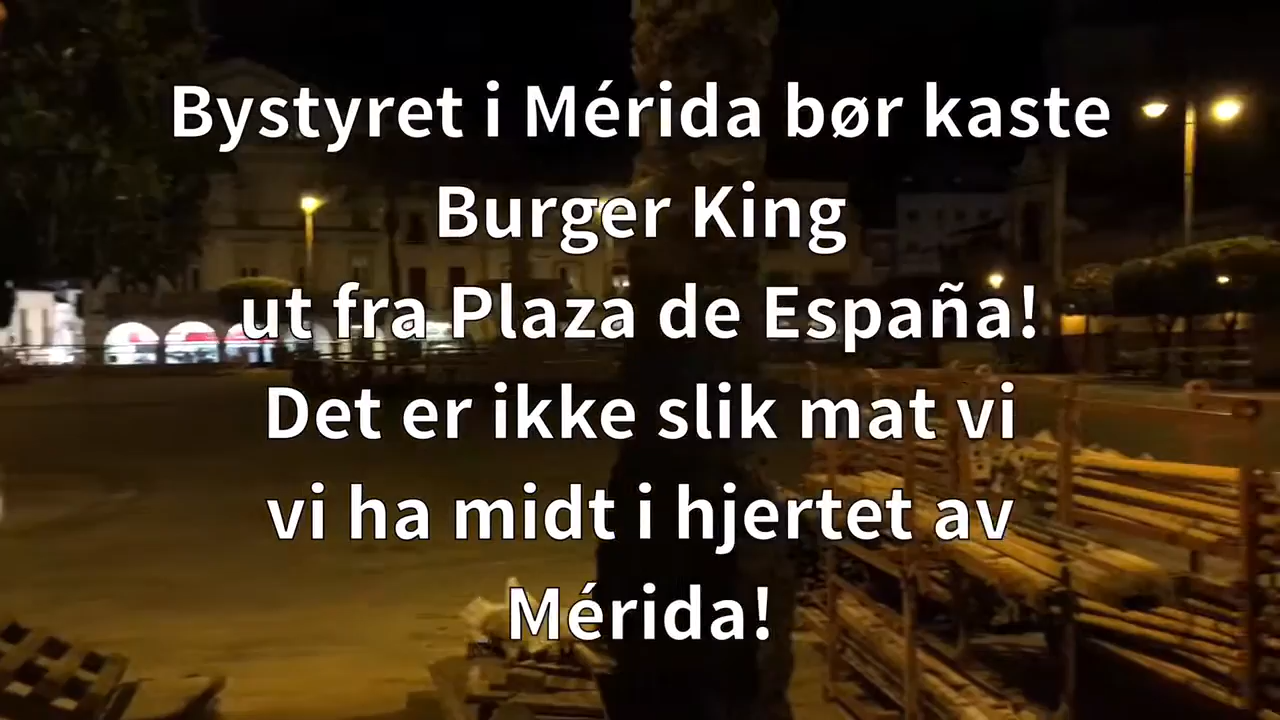 Bystyret i Mérida bør kaste
Burger King
ut fra Plaza de España!
Det er ikke slik mat vi
vi ha midt i hjertet av
Mérida!